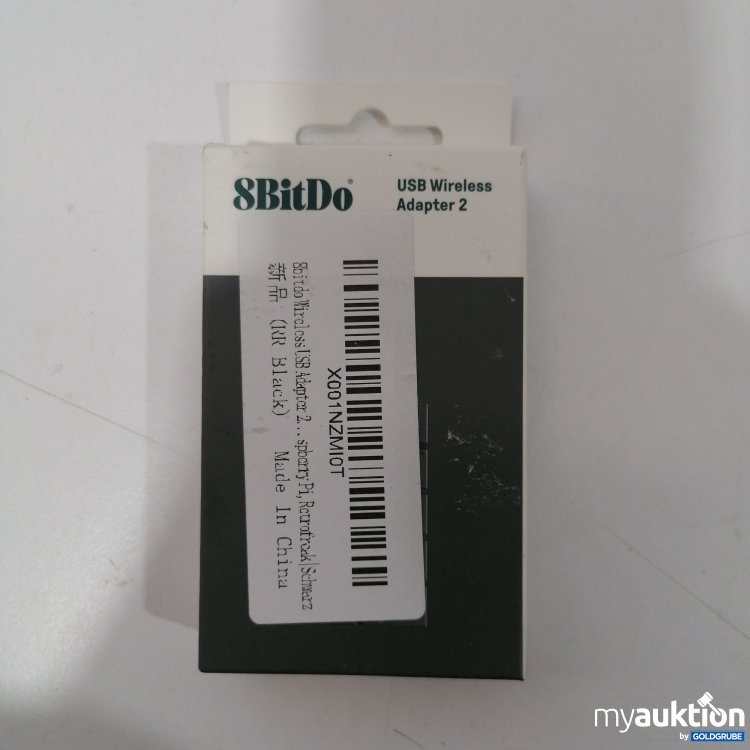 8BitDo®
USB Wireless
Adapter 2
X001NZMI0T
8bitdo Wireless USB Adapter 2... spberry Pi, Retrofreak|Schwarz
新品 (RR Black) Made In China
myauktion
by GOLDGRUBE